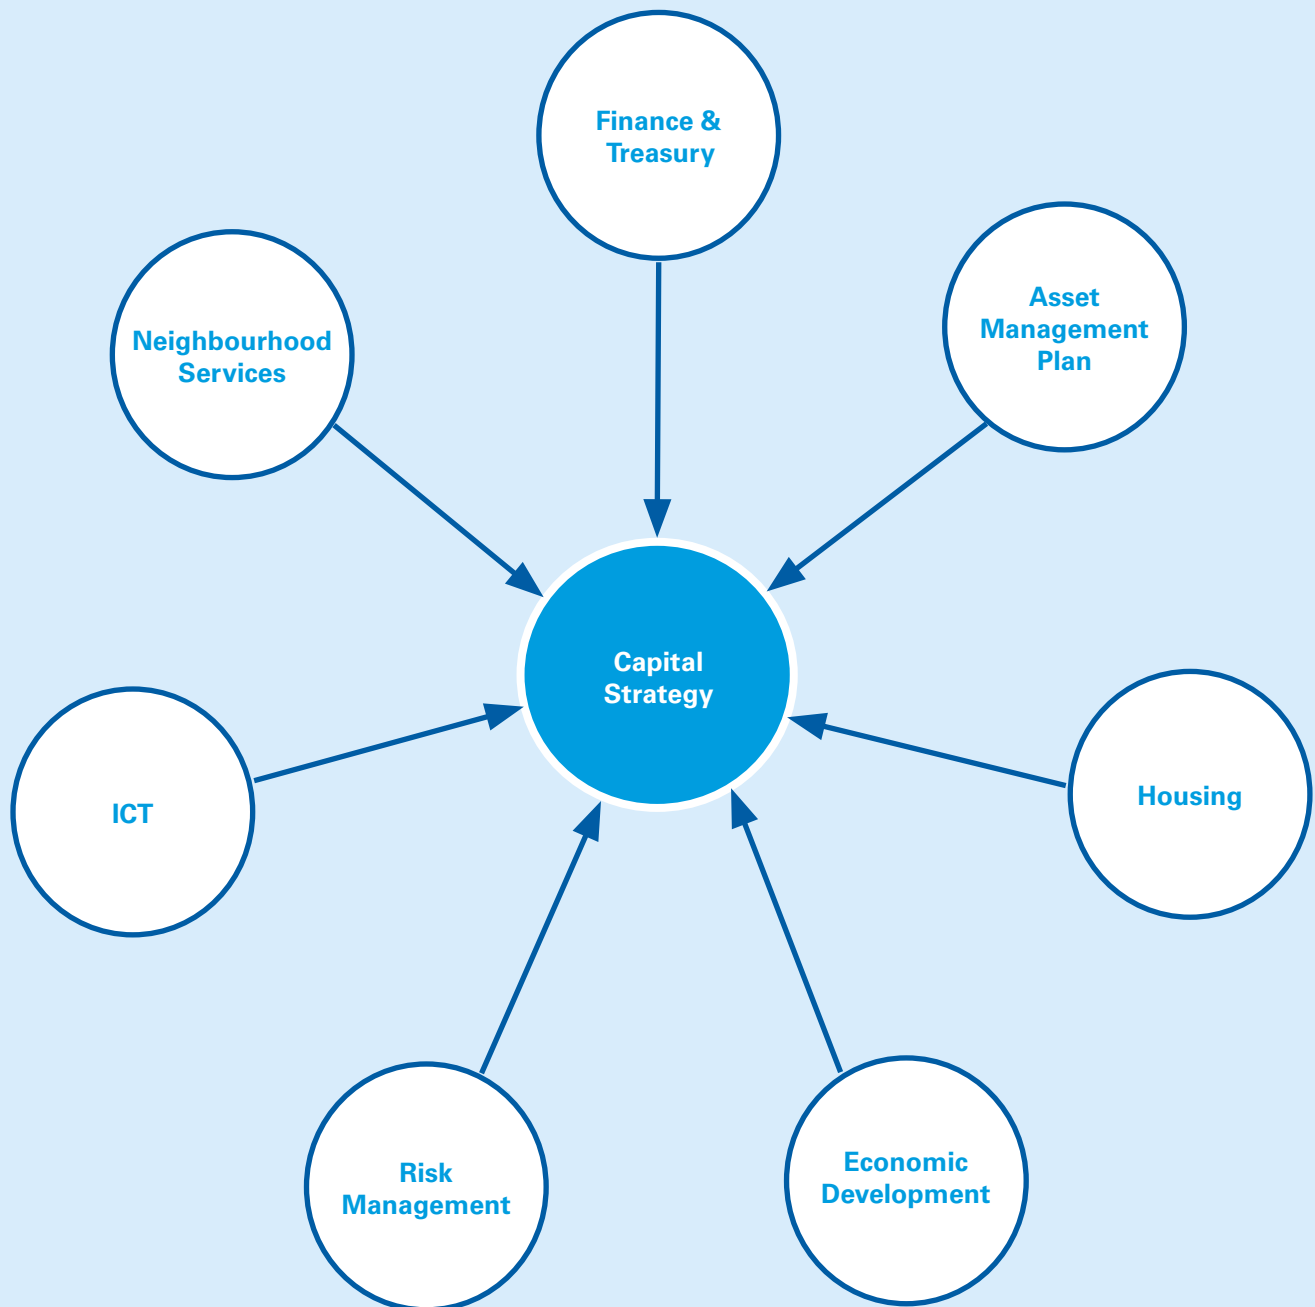 Finance &
Treasury
Asset
Management
Plan
Neighbourhood
Services
Capital
Strategy
Housing
ICT
Economic
Development
Risk
Management